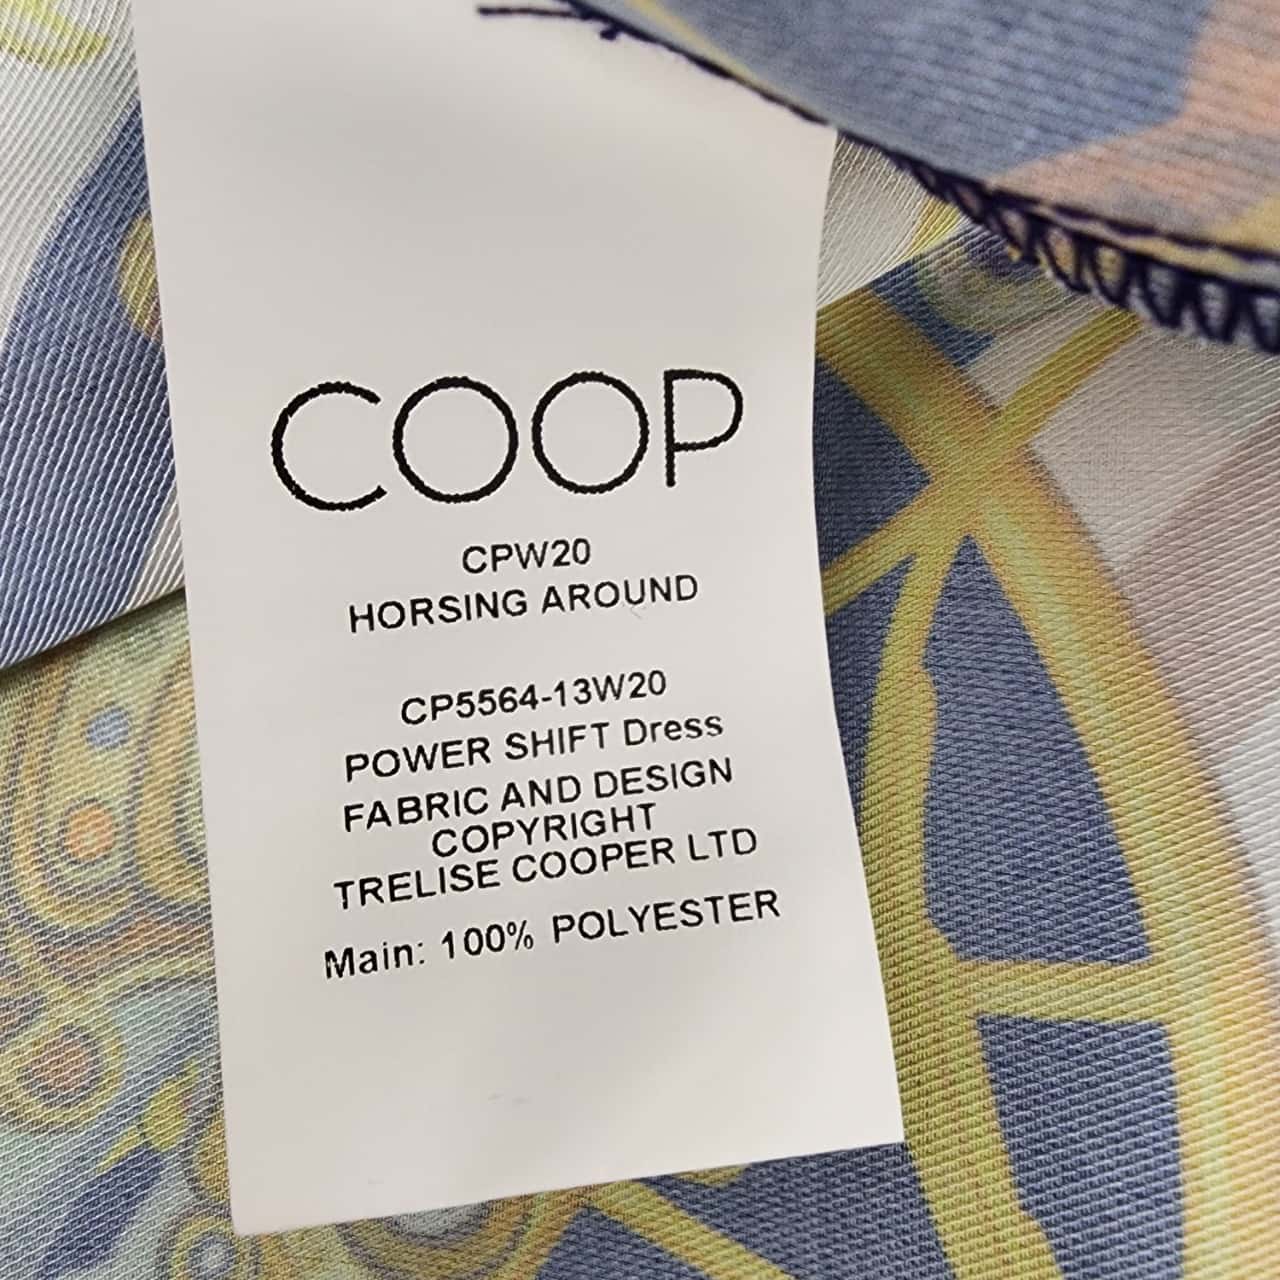 COOP
CPW20
HORSING AROUND
CP5564-13W20
POWER SHIFT Dress
FABRIC AND DESIGN
COPYRIGHT
TRELISE COOPER LTD
Main: 100% POLYESTER